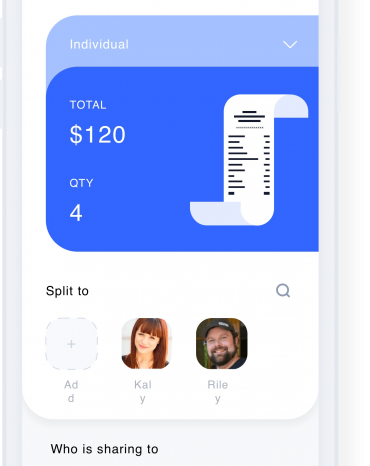 Individual
TOTAL
$120
QTY
4
Split to
+
Ad
d
Kal
y
Rile
y
Who is sharing to